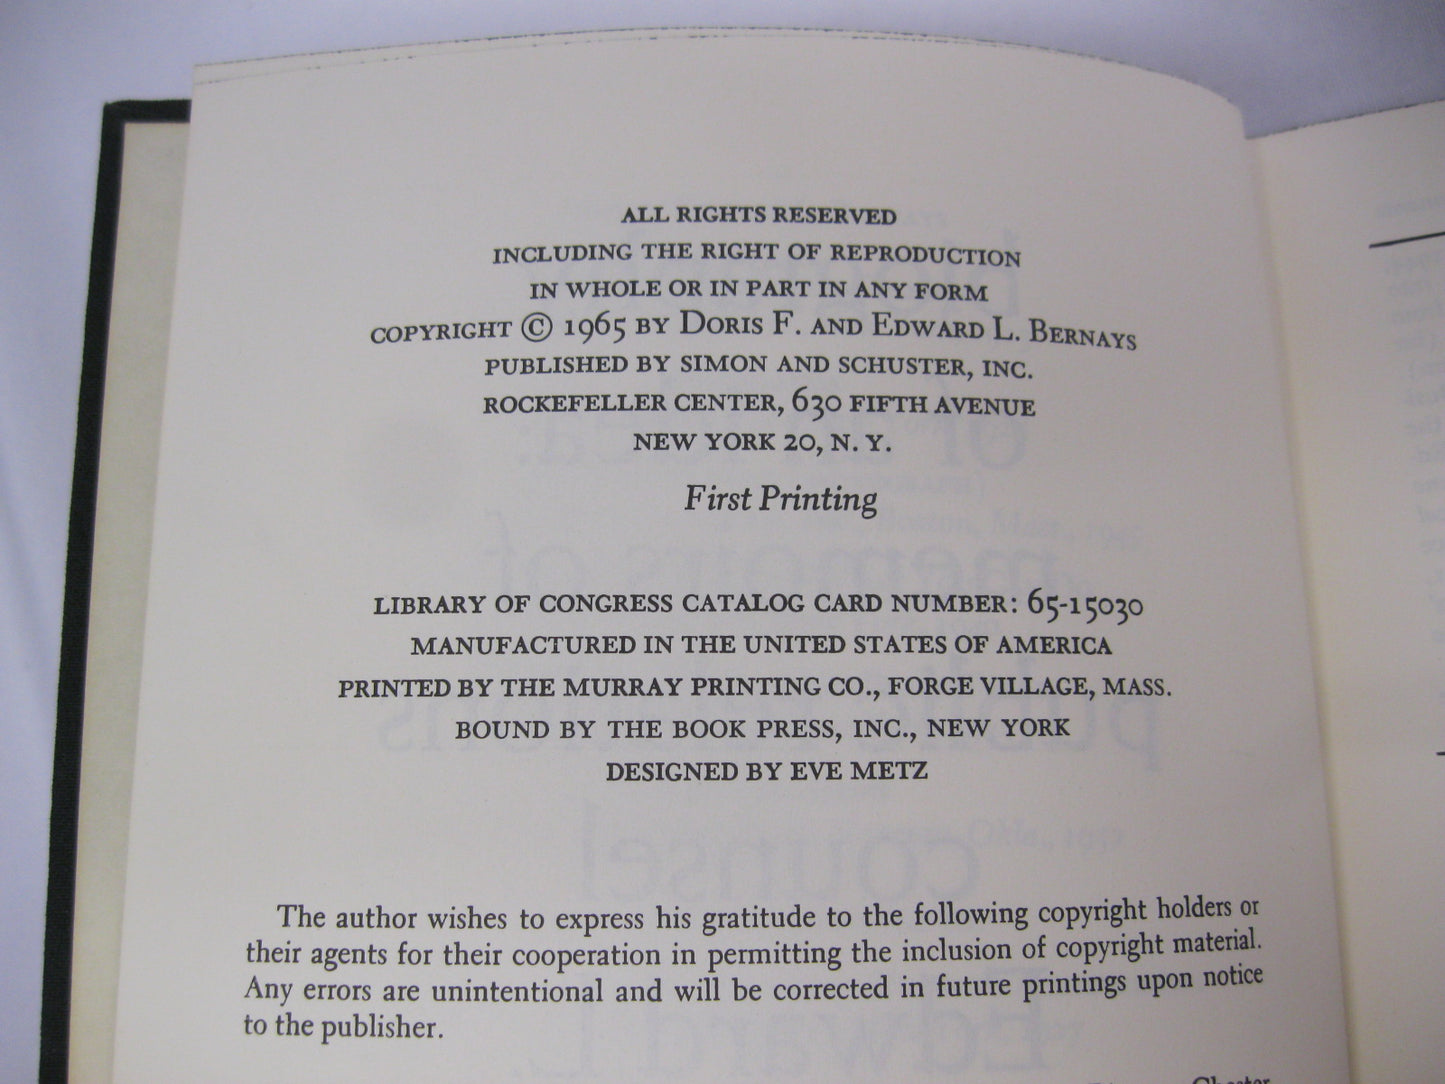 ALL RIGHTS RESERVED
INCLUDING THE RIGHT OF REPRODUCTION
IN WHOLE OR IN PART IN ANY FORM
COPYRIGHT © 1965 BY DORIS F. AND EDWARD L. BERNAYS
PUBLISHED BY SIMON AND SCHUSTER, INC.
ROCKEFELLER CENTER, 630 FIFTH AVENUE
NEW YORK 20, N. Y.
First Printing
LIBRARY OF CONGRESS CATALOG CARD NUMBER: 65-15030
MANUFACTURED IN THE UNITED STATES OF AMERICA
PRINTED BY THE MURRAY PRINTING CO., FORGE VILLAGE, MASS.
BOUND BY THE BOOK PRESS, INC., NEW YORK
DESIGNED BY EVE METZ
The author wishes to express his gratitude to the following copyright holders or
their agents for their cooperation in permitting the inclusion of copyright material.
Any errors are unintentional and will be corrected in future printings upon notice
to the publisher.